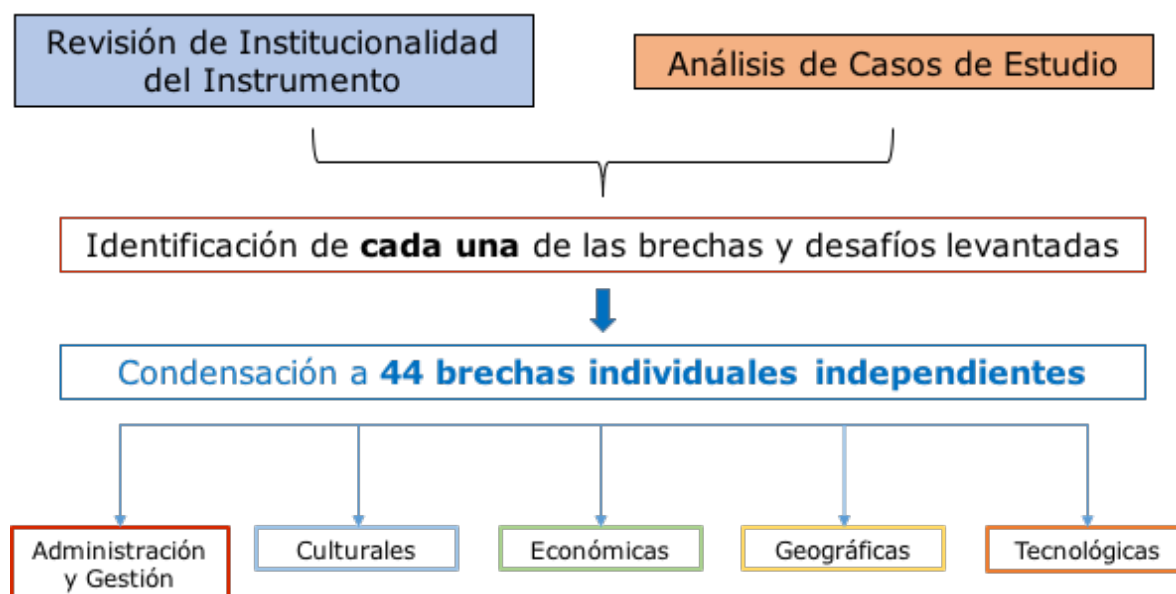 Revisión de Institucionalidad
del Instrumento
Análisis de Casos de Estudio
Identificación de cada una de las brechas y desafíos levantadas
Condensación a 44 brechas individuales independientes
Administración
y Gestión
Culturales
Económicas
Geográficas
Tecnológicas